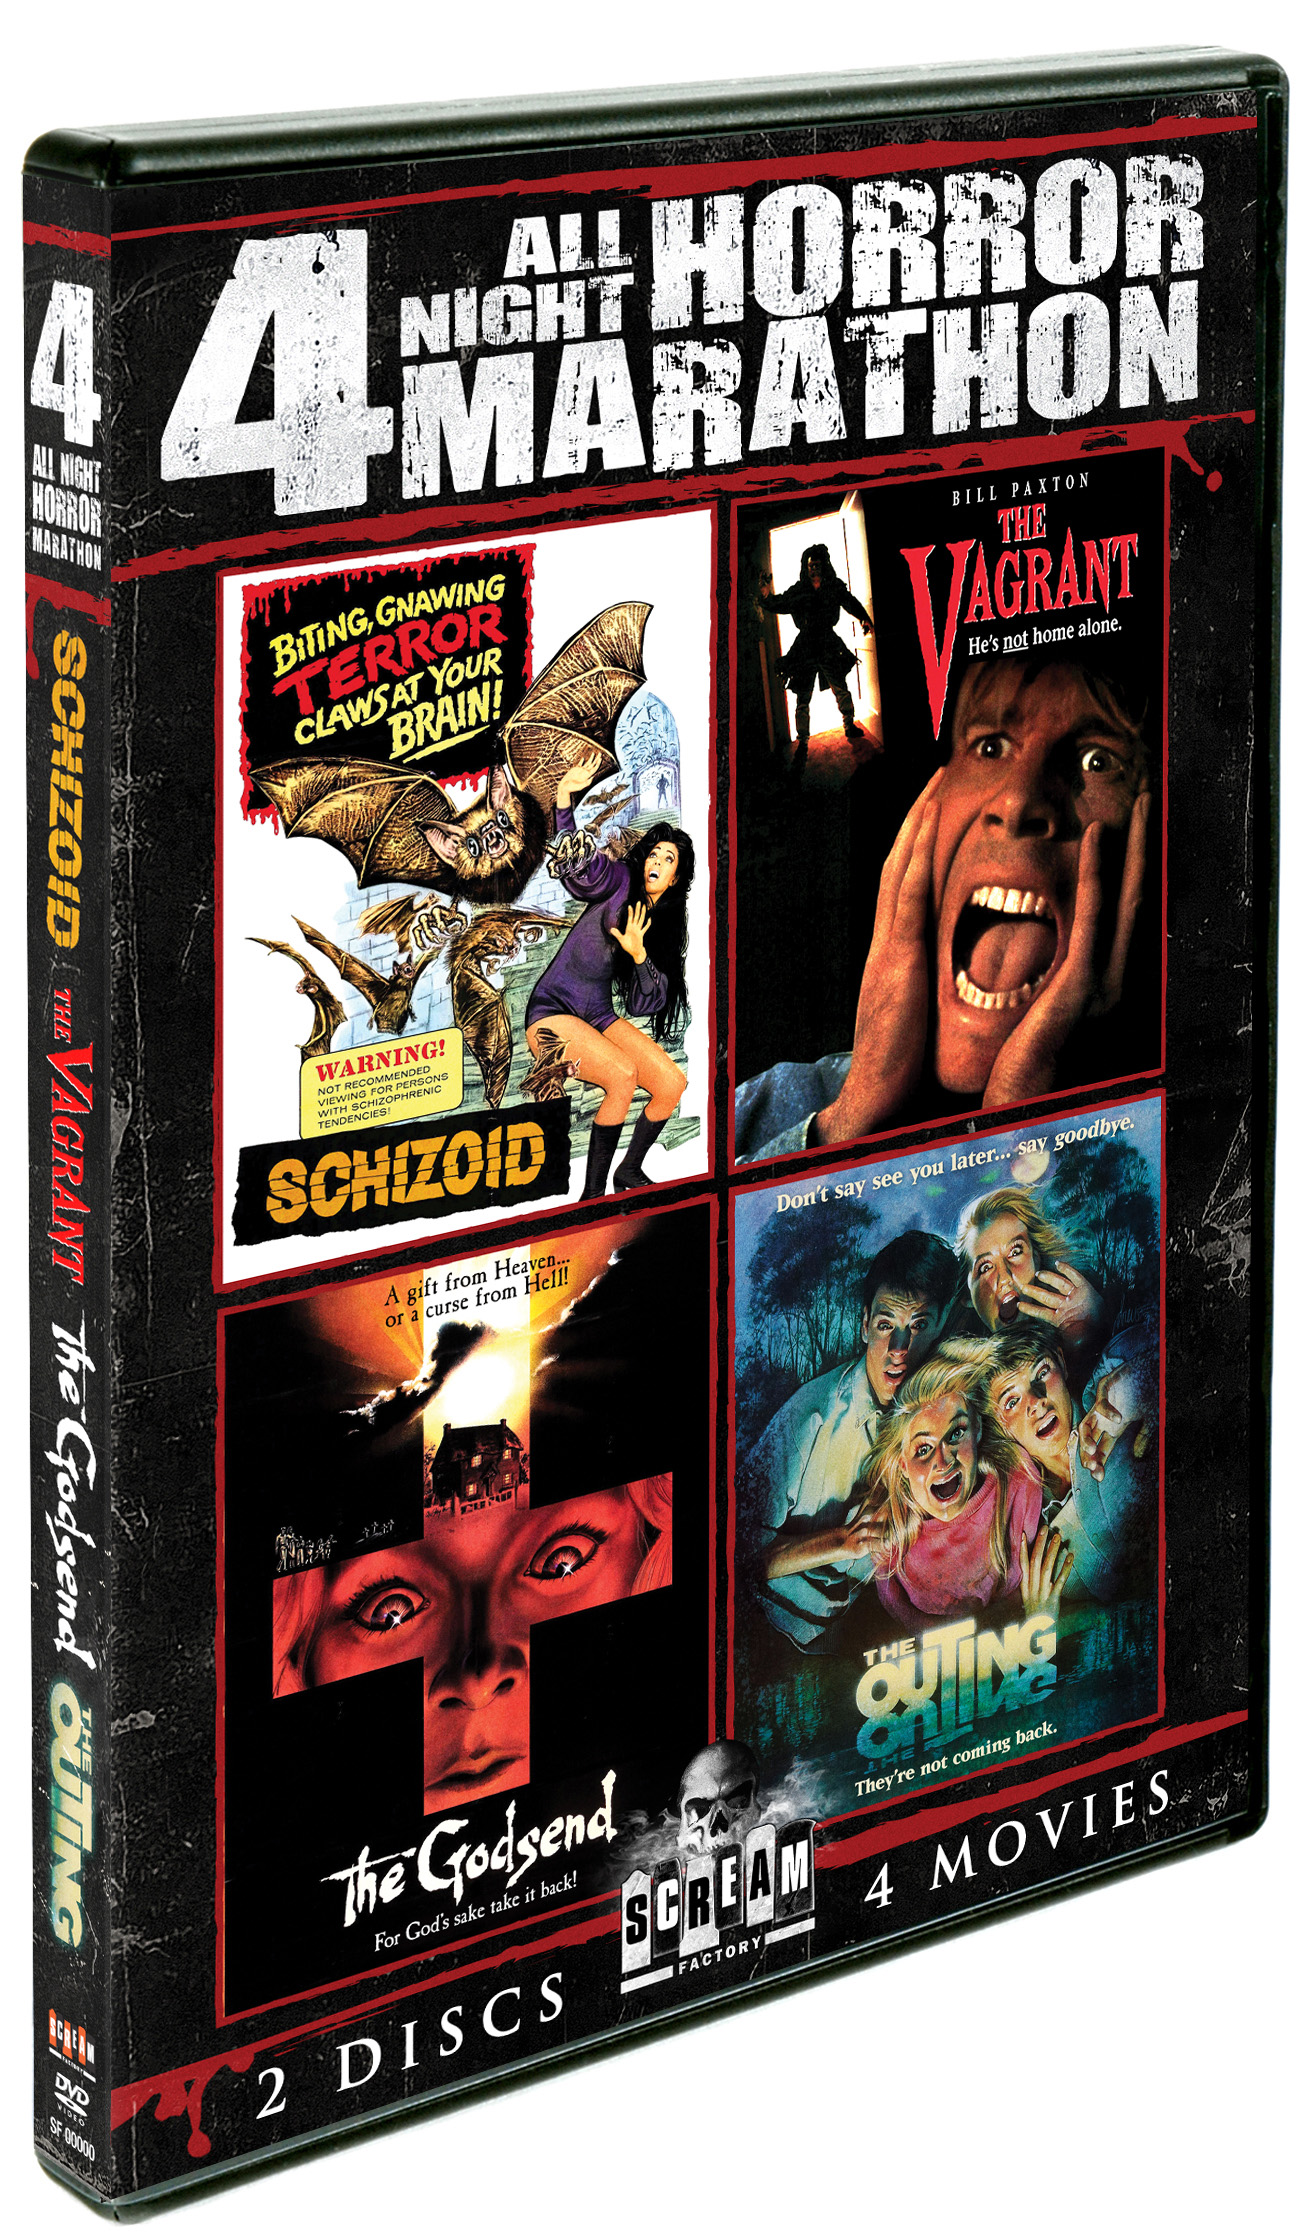 4
ALL
NIGHT
HORROR
MARATHON
BITING, GNAWING
TERROR
CLAWS AT YOUR
BRAIN!
WARNING!
NOT RECOMMENDED
VIEWING FOR PERSONS
WITH SCHIZOPHRENIC
TENDENCIES!
SCHIZOID
BILL PAXTON
THE
VAGRANT
He's not home alone.
A gift from Heaven...
or a curse from Hell!
the Godsend
For God's sake take it back!
Don't say see you later... say goodbye.
THE
OUTING
They're not coming back.
SCREAM
FACTORY
2 DISCS
4 MOVIES
4
ALL NIGHT
HORROR
MARATHON
SCHIZOID
THE VAGRANT
the Godsend
THE
OUTING
SCREAM
FACTORY
DVD
VIDEO
SF 00000